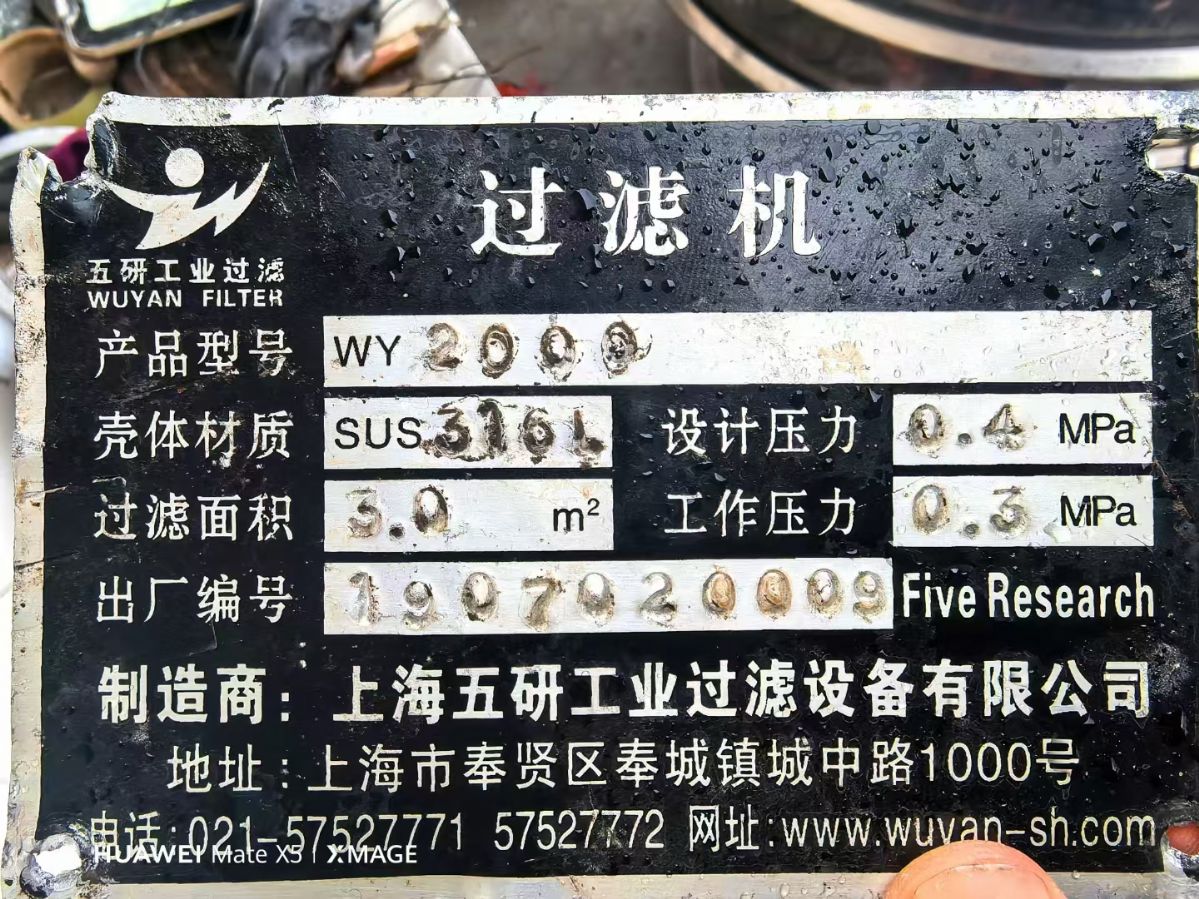 过滤机
五研工业过滤
WUYAN FILTER
产品型号 WY 2000
壳体材质 SUS 316L 设计压力 0.4 MPa
过滤面积 3.0 m² 工作压力 0.3 MPa
出厂编号 1907020009 Five Research
制造商：上海五研工业过滤设备有限公司
地址：上海市奉贤区奉城镇城中路1000号
电话：021-57527771 57527772 网址：www.wuyan-sh.com
HUAWEI Mate X5 | XMAGE